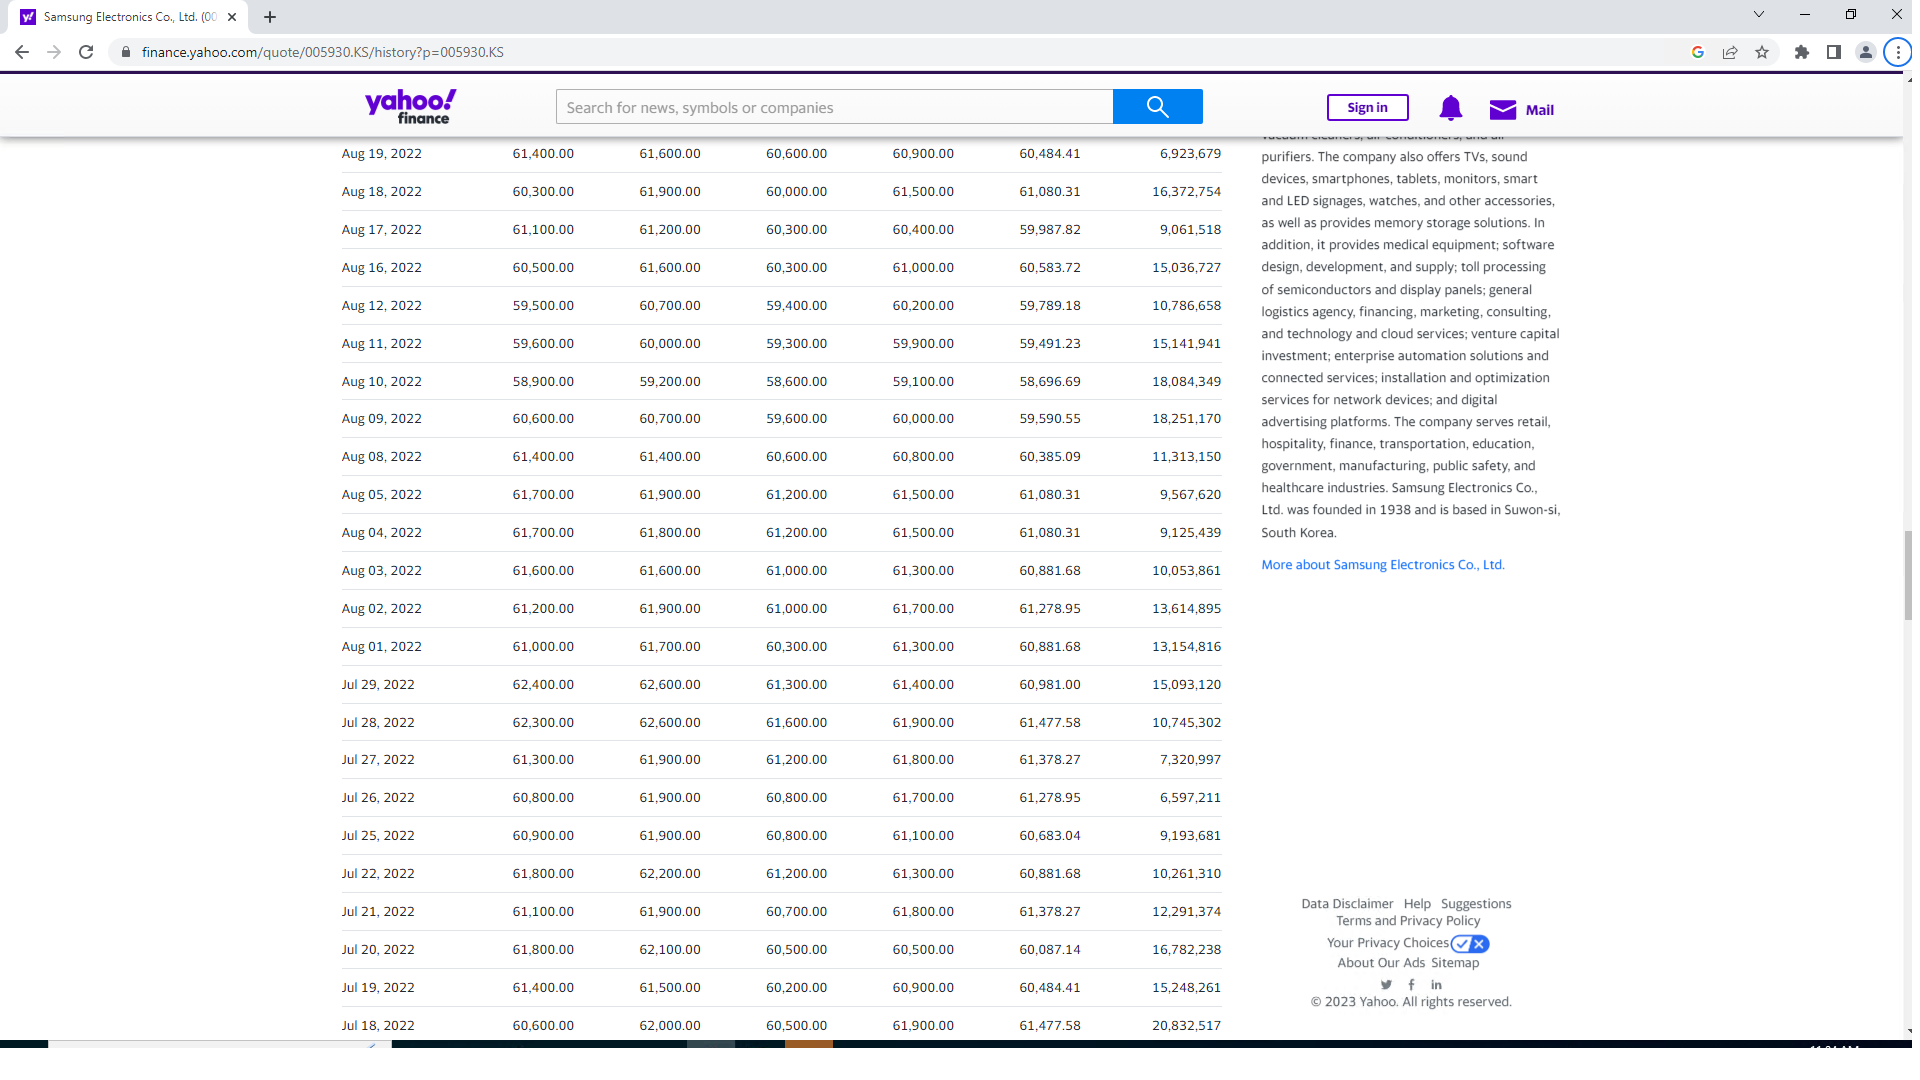 Samsung Electronics Co., Ltd. (00
finance.yahoo.com/quote/005930.KS/history?p=005930.KS
yahoo!
finance
Search for news, symbols or companies
Sign in
Mail
Aug 19, 2022 61,400.00 61,600.00 60,600.00 60,900.00 60,484.41 6,923,679
Aug 18, 2022 60,300.00 61,900.00 60,000.00 61,500.00 61,080.31 16,372,754
Aug 17, 2022 61,100.00 61,200.00 60,300.00 60,400.00 59,987.82 9,061,518
Aug 16, 2022 60,500.00 61,600.00 60,300.00 61,000.00 60,583.72 15,036,727
Aug 12, 2022 59,500.00 60,700.00 59,400.00 60,200.00 59,789.18 10,786,658
Aug 11, 2022 59,600.00 60,000.00 59,300.00 59,900.00 59,491.23 15,141,941
Aug 10, 2022 58,900.00 59,200.00 58,600.00 59,100.00 58,696.69 18,084,349
Aug 09, 2022 60,600.00 60,700.00 59,600.00 60,000.00 59,590.55 18,251,170
Aug 08, 2022 61,400.00 61,400.00 60,600.00 60,800.00 60,385.09 11,313,150
Aug 05, 2022 61,700.00 61,900.00 61,200.00 61,500.00 61,080.31 9,567,620
Aug 04, 2022 61,700.00 61,800.00 61,200.00 61,500.00 61,080.31 9,125,439
Aug 03, 2022 61,600.00 61,600.00 61,000.00 61,300.00 60,881.68 10,053,861
Aug 02, 2022 61,200.00 61,900.00 61,000.00 61,700.00 61,278.95 13,614,895
Aug 01, 2022 61,000.00 61,700.00 60,300.00 61,300.00 60,881.68 13,154,816
Jul 29, 2022 62,400.00 62,600.00 61,300.00 61,400.00 60,981.00 15,093,120
Jul 28, 2022 62,300.00 62,600.00 61,600.00 61,900.00 61,477.58 10,745,302
Jul 27, 2022 61,300.00 61,900.00 61,200.00 61,800.00 61,378.27 7,320,997
Jul 26, 2022 60,800.00 61,900.00 60,800.00 61,700.00 61,278.95 6,597,211
Jul 25, 2022 60,900.00 61,900.00 60,800.00 61,100.00 60,683.04 9,193,681
Jul 22, 2022 61,800.00 62,200.00 61,200.00 61,300.00 60,881.68 10,261,310
Jul 21, 2022 61,100.00 61,900.00 60,700.00 61,800.00 61,378.27 12,291,374
Jul 20, 2022 61,800.00 62,100.00 60,500.00 60,500.00 60,087.14 16,782,238
Jul 19, 2022 61,400.00 61,500.00 60,200.00 60,900.00 60,484.41 15,248,261
Jul 18, 2022 60,600.00 62,000.00 60,500.00 61,900.00 61,477.58 20,832,517
vacuum cleaners, air conditioners, and air
purifiers. The company also offers TVs, sound
devices, smartphones, tablets, monitors, smart
and LED signages, watches, and other accessories,
as well as provides memory storage solutions. In
addition, it provides medical equipment; software
design, development, and supply; toll processing
of semiconductors and display panels; general
logistics agency, financing, marketing, consulting,
and technology and cloud services; venture capital
investment; enterprise automation solutions and
connected services; installation and optimization
services for network devices; and digital
advertising platforms. The company serves retail,
hospitality, finance, transportation, education,
government, manufacturing, public safety, and
healthcare industries. Samsung Electronics Co.,
Ltd. was founded in 1938 and is based in Suwon-si,
South Korea.
More about Samsung Electronics Co., Ltd.
Data Disclaimer Help Suggestions
Terms and Privacy Policy
Your Privacy Choices
About Our Ads Sitemap
© 2023 Yahoo. All rights reserved.